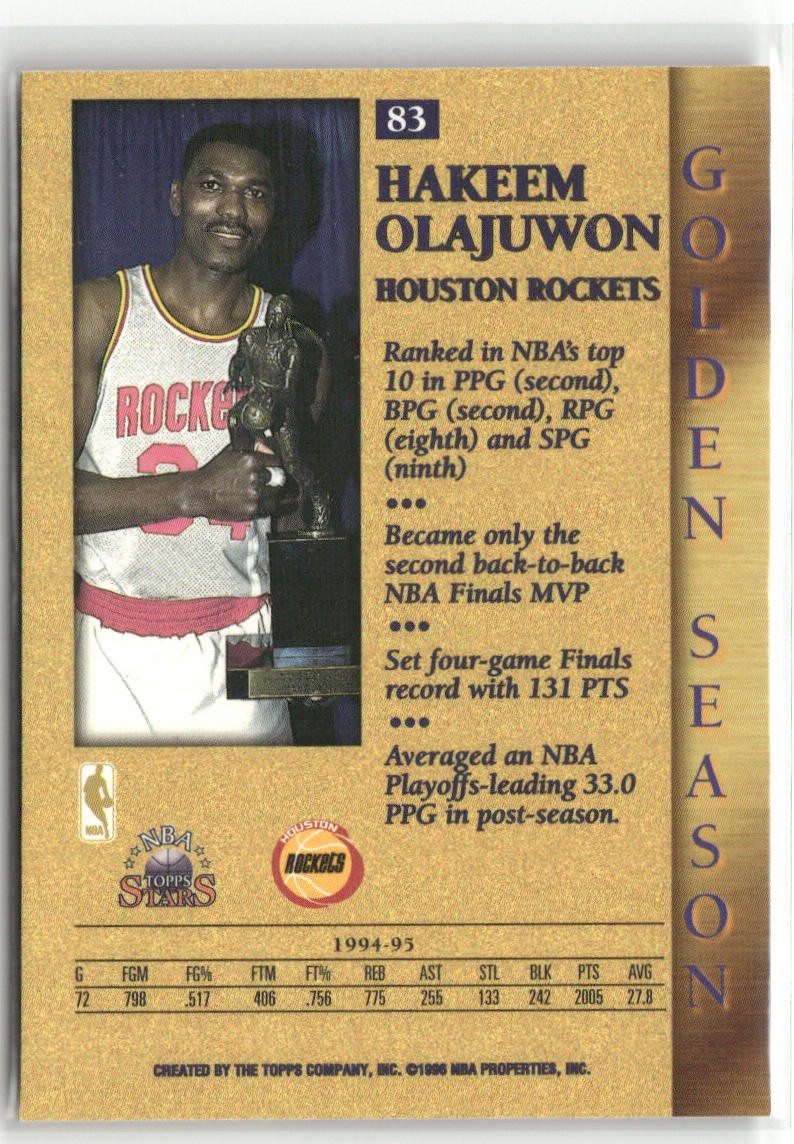 83
HAKEEM
OLAJUWON
HOUSTON ROCKETS
Ranked in NBA's top
10 in PPG (second),
BPG (second), RPG
(eighth) and SPG
(ninth)
•••
Became only the
second back-to-back
NBA Finals MVP
•••
Set four-game Finals
record with 131 PTS
•••
Averaged an NBA
Playoffs-leading 33.0
PPG in post-season.
GOLDEN SEASON
ROCKE
34
NBA
NBA
TOPPS
STARS
HOUSTON
ROCKETS
1994-95
G FGM FG% FTM FT% REB AST STL BLK PTS AVG
72 798 .517 406 .756 775 255 133 242 2005 27.8
CREATED BY THE TOPPS COMPANY, INC. ©1996 NBA PROPERTIES, INC.